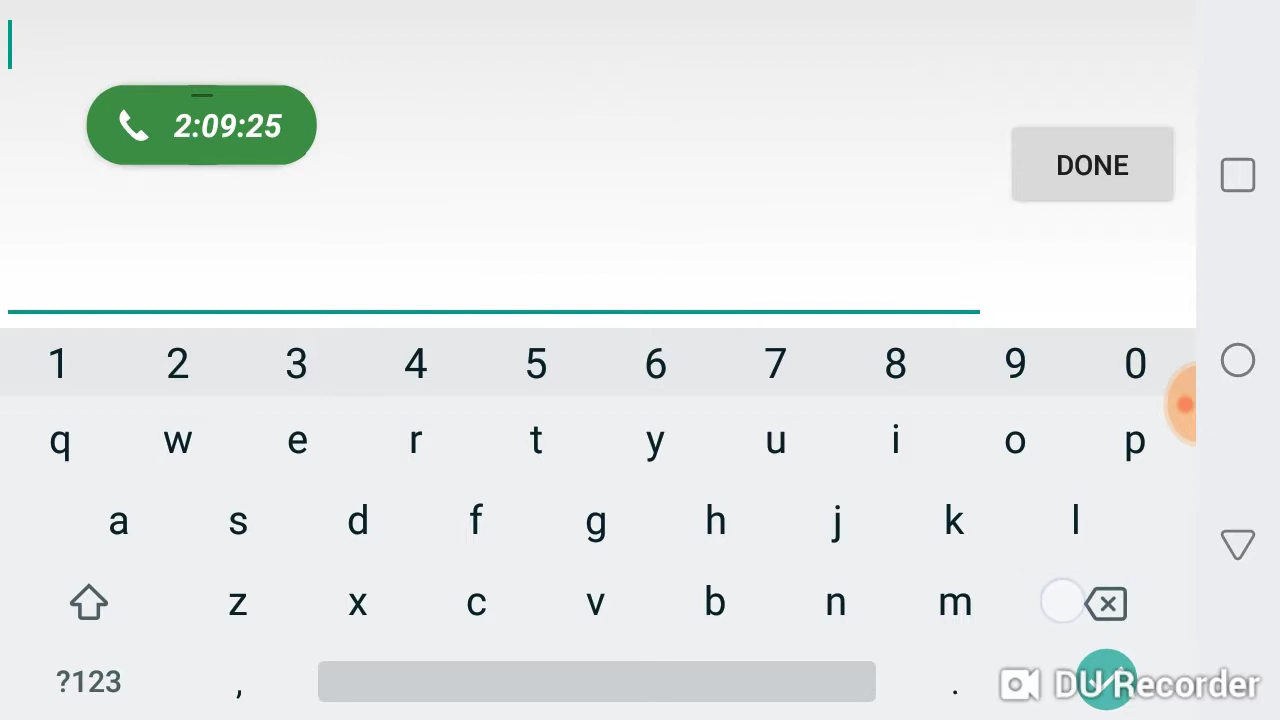 2:09:25
DONE
1 2 3 4 5 6 7 8 9 0
q w e r t y u i o p
a s d f g h j k l
z x c v b n m
?123 , . DU Recorder